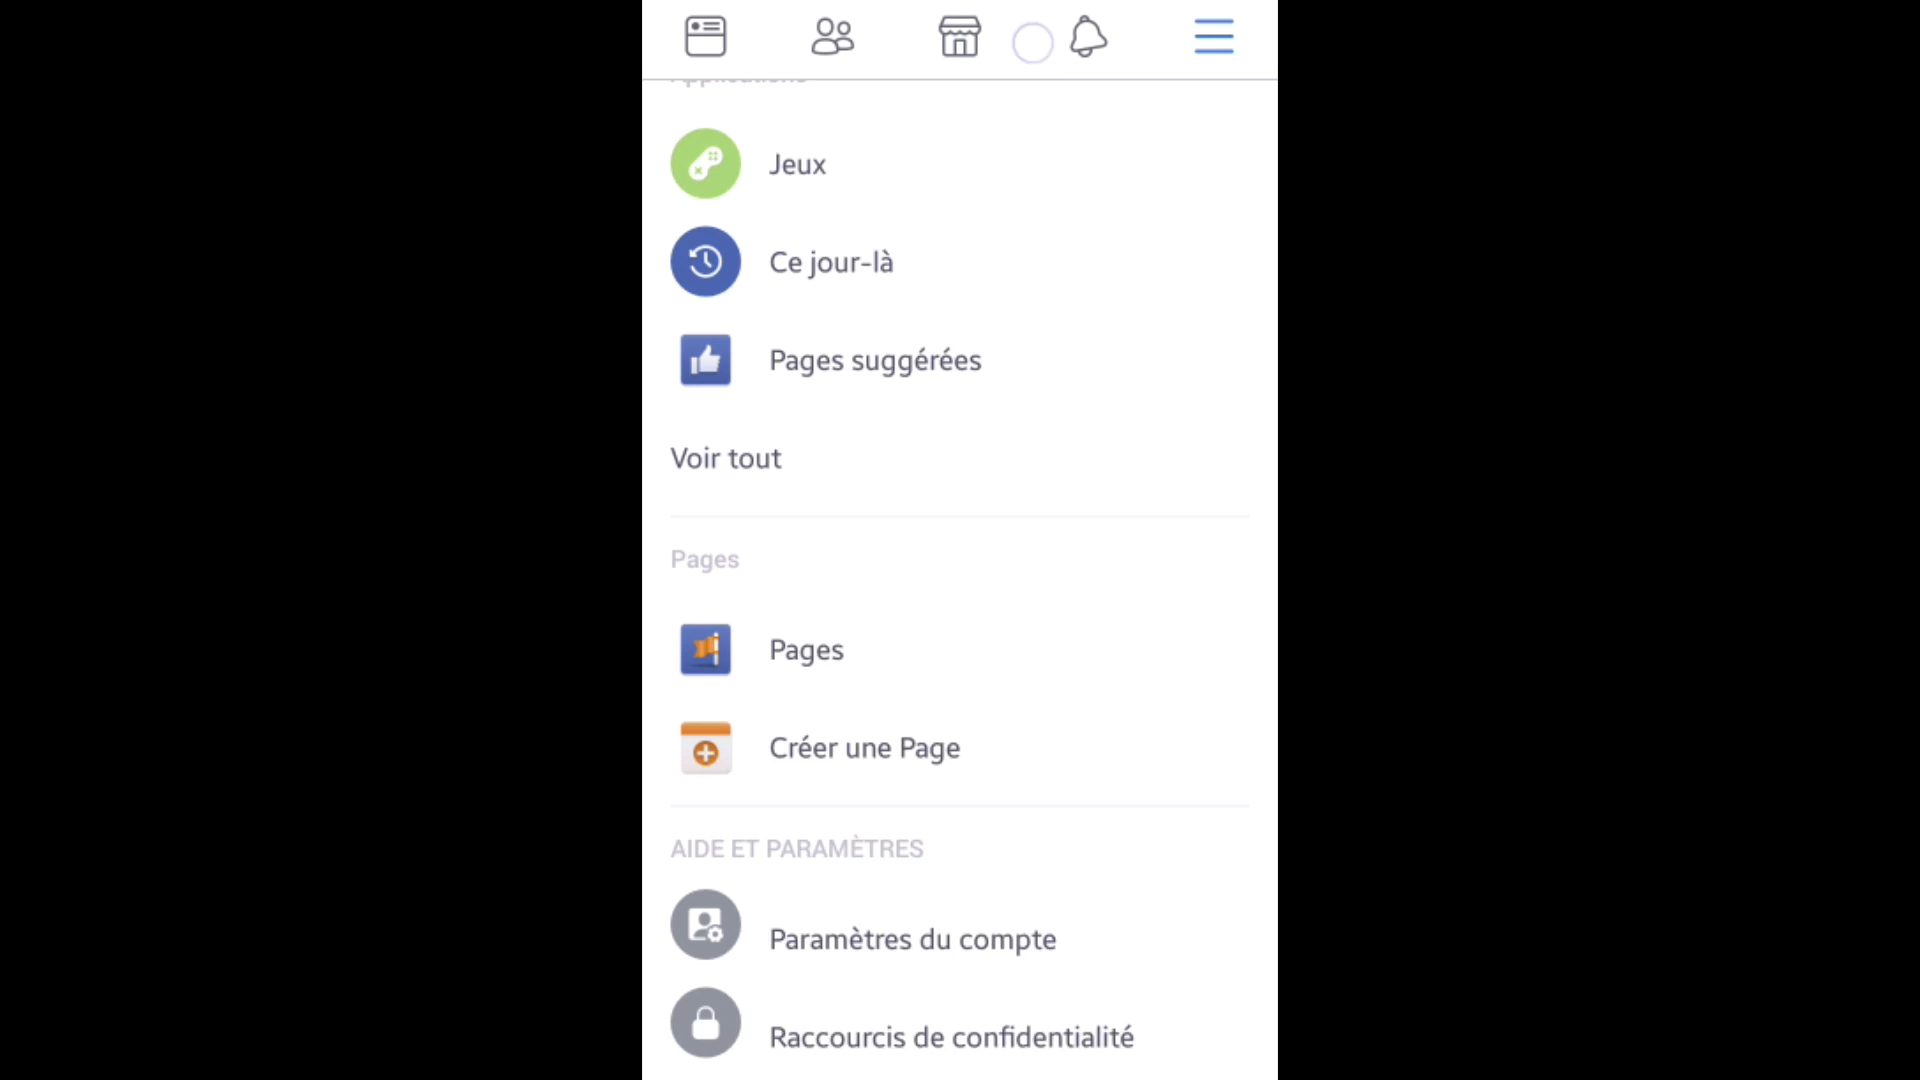 Applications
Jeux
Ce jour-là
Pages suggérées
Voir tout
Pages
Pages
Créer une Page
AIDE ET PARAMÈTRES
Paramètres du compte
Raccourcis de confidentialité